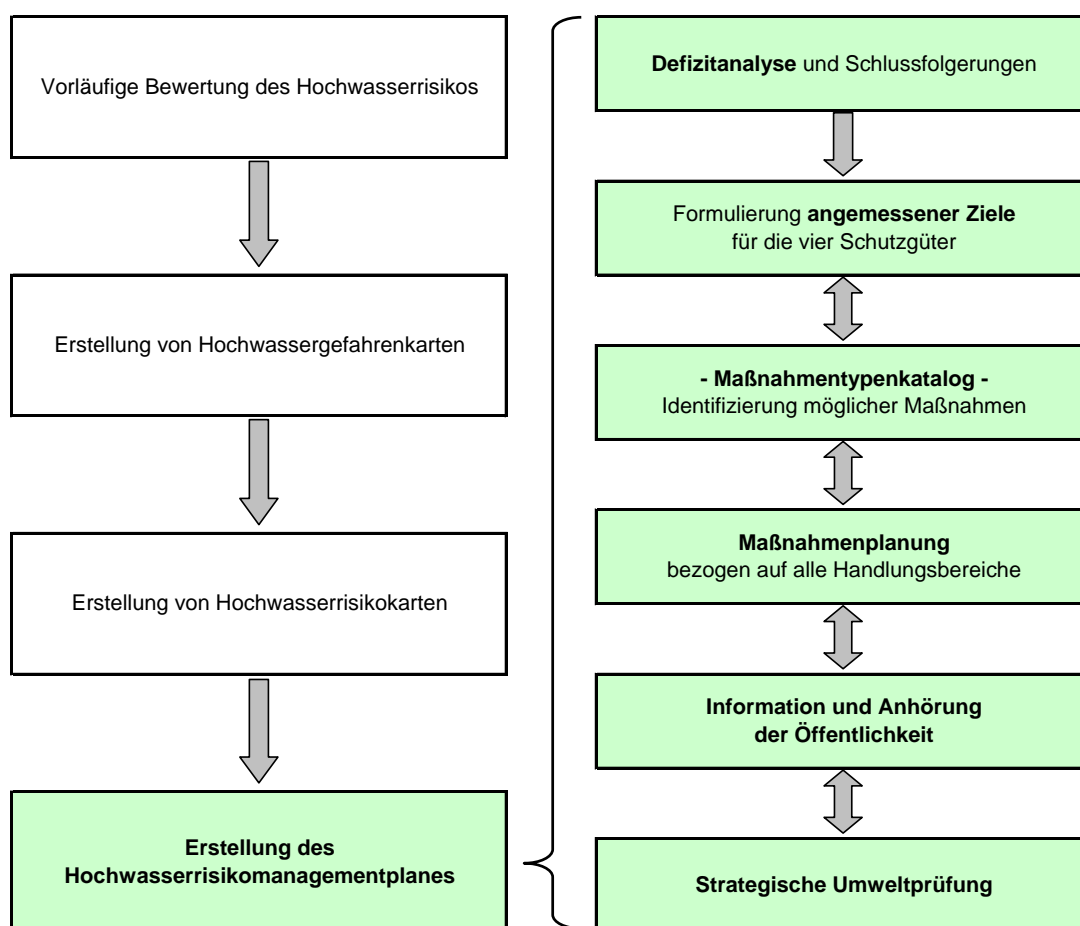 Vorläufige Bewertung des Hochwasserrisikos
Erstellung von Hochwassergefahrenkarten
Erstellung von Hochwasserrisikokarten
Erstellung des
Hochwasserrisikomanagementplanes
Defizitanalyse und Schlussfolgerungen
Formulierung angemessener Ziele
für die vier Schutzgüter
- Maßnahmentypenkatalog -
Identifizierung möglicher Maßnahmen
Maßnahmenplanung
bezogen auf alle Handlungsbereiche
Information und Anhörung
der Öffentlichkeit
Strategische Umweltprüfung